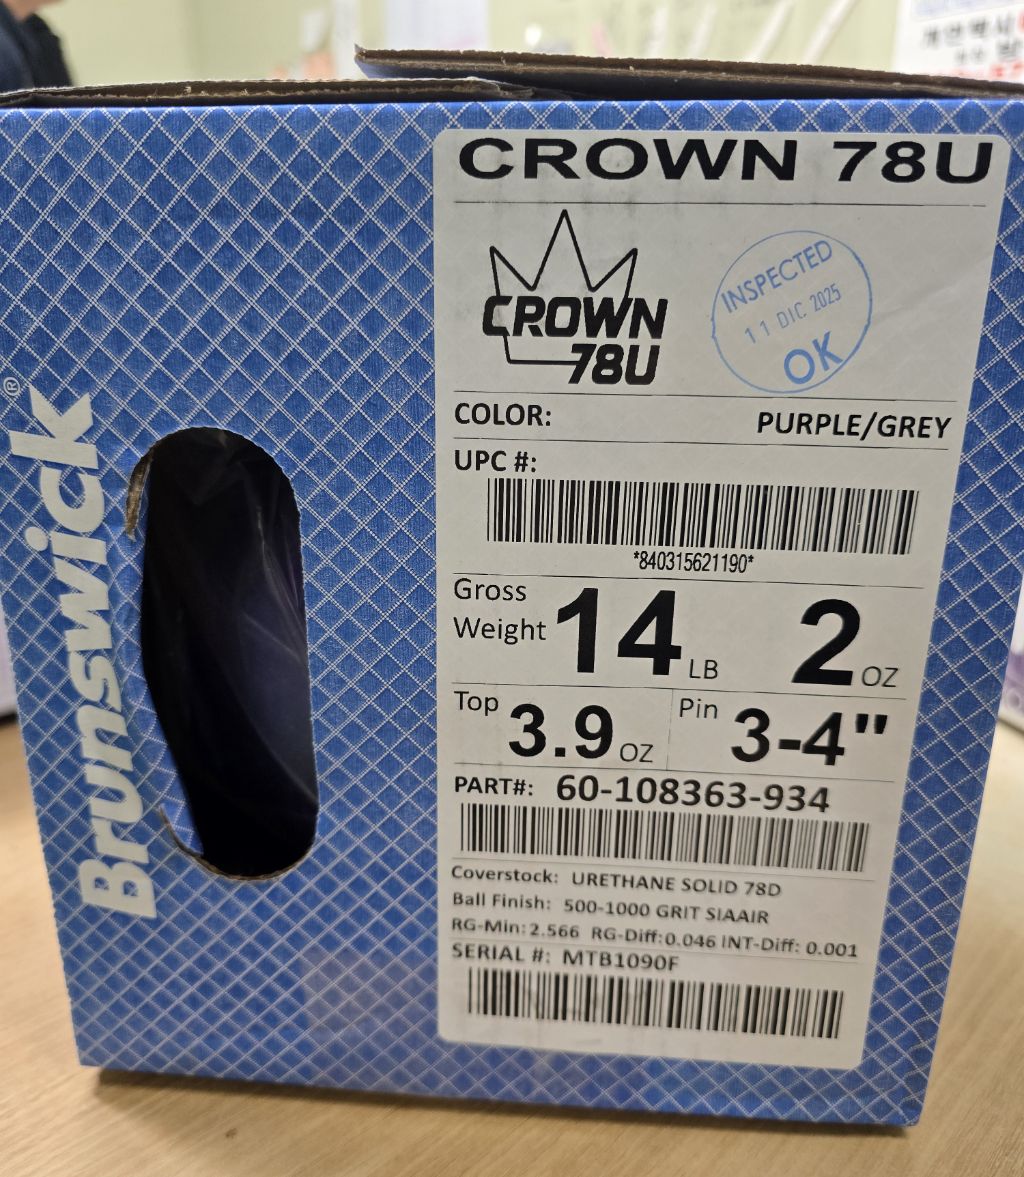 CROWN 78U
CROWN
78U
INSPECTED
11 DIC 2025
OK
COLOR: PURPLE/GREY
UPC #:
*840315621190*
Gross
Weight 14 LB 2 OZ
Top 3.9 OZ Pin 3-4"
PART#: 60-108363-934
Coverstock: URETHANE SOLID 78D
Ball Finish: 500-1000 GRIT SIAAIR
RG-Min: 2.566 RG-Diff: 0.046 INT-Diff: 0.001
SERIAL #: MTB1090F
Brunswick®